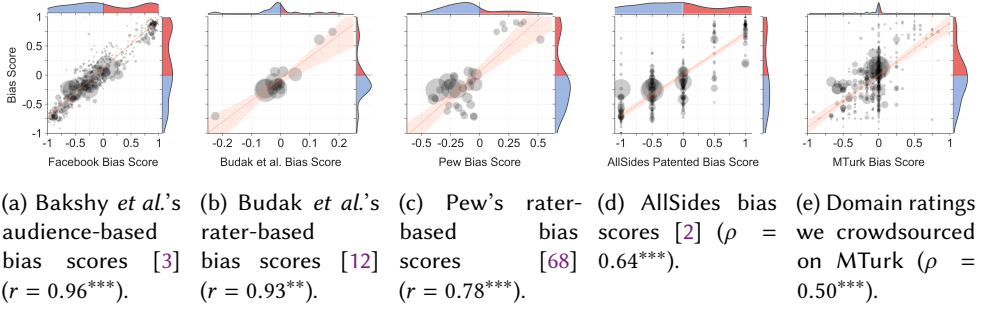 1
0.5
0
-0.5
-1
Bias Score
-1 -0.5 0 0.5 1
Facebook Bias Score
-0.2 0 0.2
Budak et al. Bias Score
-0.5 -0.25 0 0.25 0.5
Pew Bias Score
-1 -0.5 0 0.5 1
AllSides Patented Bias Score
-1 -0.5 0 0.5 1
MTurk Bias Score
(a) Bakshy et al.'s
audience-based
bias scores [3]
(r = 0.96***).
(b) Budak et al.'s
rater-based
bias scores [12]
(r = 0.93**).
(c) Pew's rater-
based bias
scores [68]
(r = 0.78***).
(d) AllSides bias
scores [2] (ρ =
0.64***).
(e) Domain ratings
we crowdsourced
on MTurk (ρ =
0.50***).